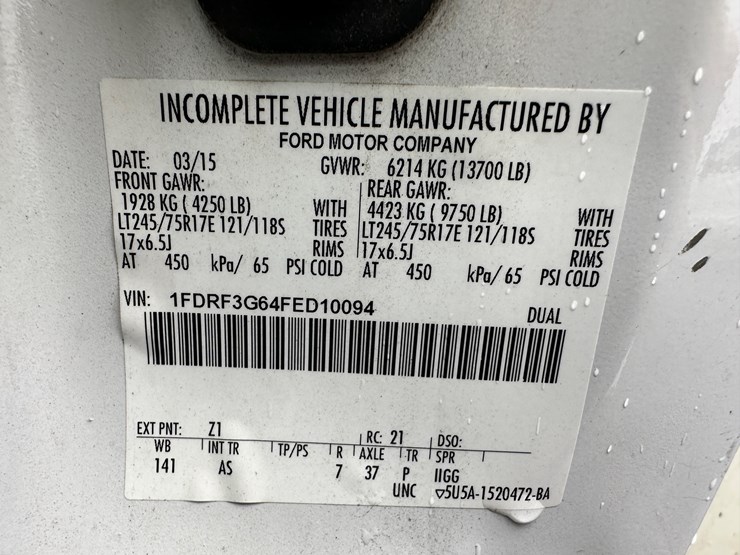 INCOMPLETE VEHICLE MANUFACTURED BY
FORD MOTOR COMPANY
DATE: 03/15 GVWR: 6214 KG (13700 LB)
FRONT GAWR: REAR GAWR:
1928 KG ( 4250 LB) WITH 4423 KG ( 9750 LB) WITH
LT245/75R17E 121/118S TIRES LT245/75R17E 121/118S TIRES
17x6.5J RIMS 17x6.5J RIMS
AT 450 kPa/ 65 PSI COLD AT 450 kPa/ 65 PSI COLD
VIN: 1FDRF3G64FED10094 DUAL
EXT PNT: Z1 RC: 21 DSO:
WB INT TR TP/PS R AXLE TR SPR
141 AS 7 37 P IIGG
UNC ▽5U5A-1520472-BA